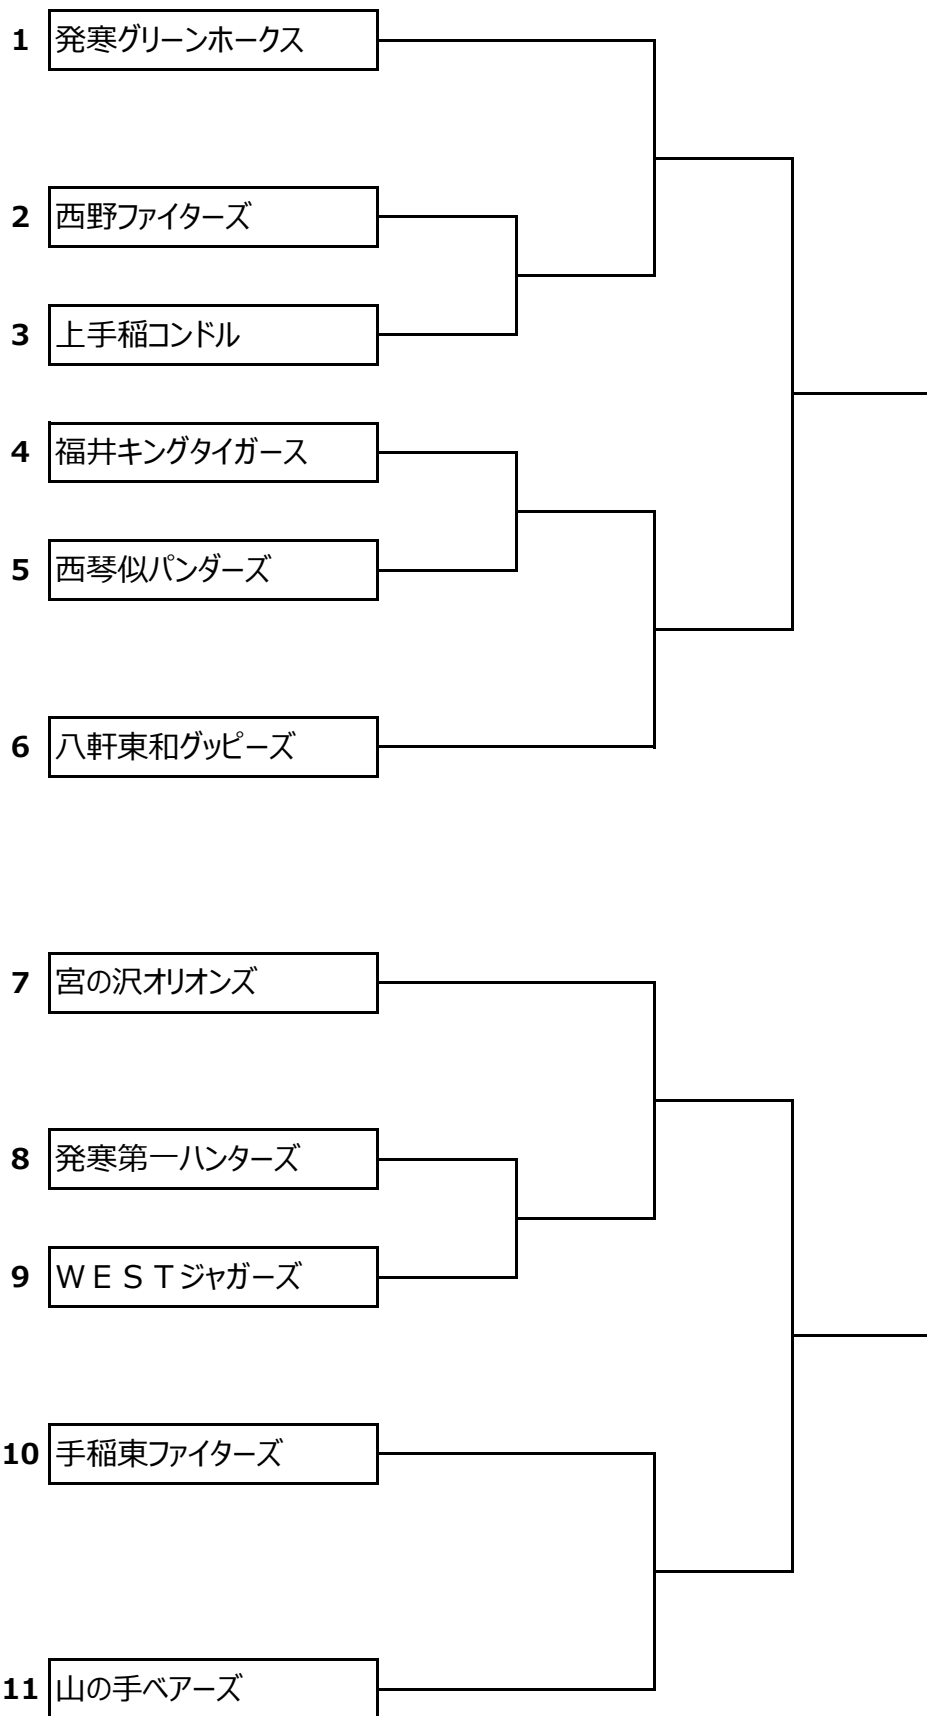 1 発寒グリーンホークス
2 西野ファイターズ
3 上手稲コンドル
4 福井キングタイガース
5 西琴似パンダーズ
6 八軒東和グッピーズ
7 宮の沢オリオンズ
8 発寒第一ハンターズ
9 ＷＥＳＴジャガーズ
10 手稲東ファイターズ
11 山の手ベアーズ